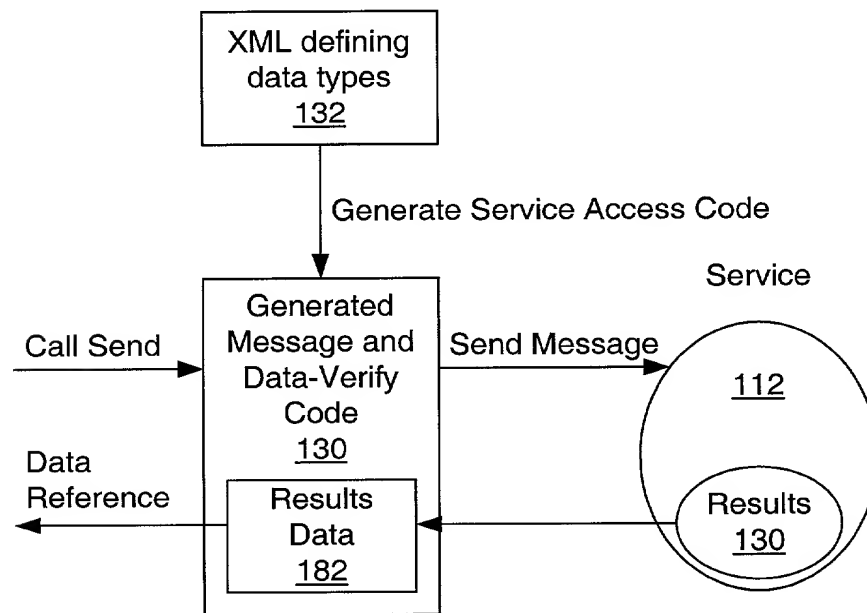 XML defining
data types
132
Generate Service Access Code
Service
Generated
Message and
Data-Verify
Code
130
Call Send
Send Message
112
Data
Reference
Results
Data
182
Results
130